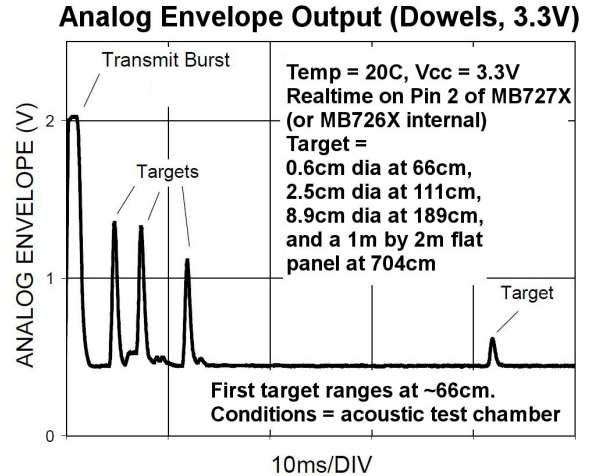 Analog Envelope Output (Dowels, 3.3V)
Transmit Burst
Temp = 20C, Vcc = 3.3V
Realtime on Pin 2 of MB727X
(or MB726X internal)
Target =
0.6cm dia at 66cm,
2.5cm dia at 111cm,
8.9cm dia at 189cm,
and a 1m by 2m flat
panel at 704cm
Targets
Target
ANALOG ENVELOPE (V)
2
1
0
First target ranges at ~66cm.
Conditions = acoustic test chamber
10ms/DIV